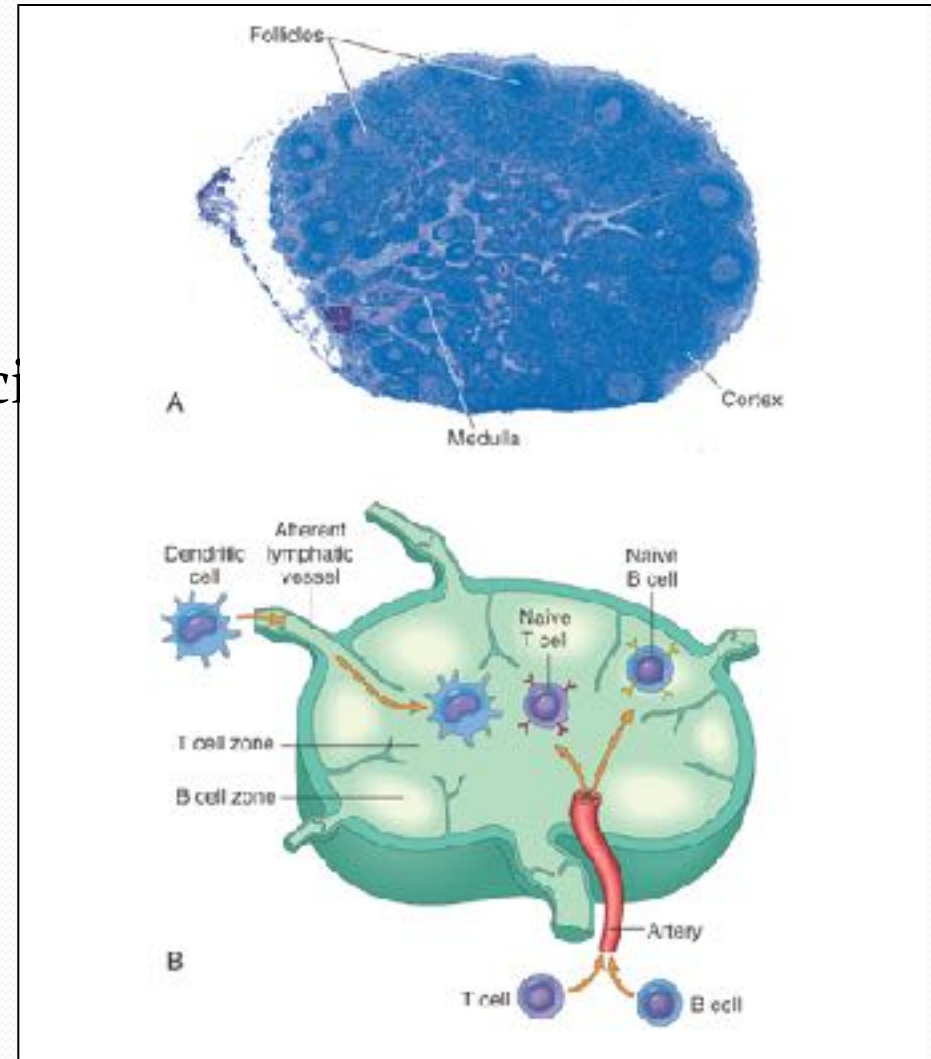 Follicles
ci
A
Cortex
Medulla
Dendritic
cell
Afferent
lymphatic
vessel
Naive
B cell
Naive
T cell
T cell zone
B cell zone
Artery
B
T cell
B cell